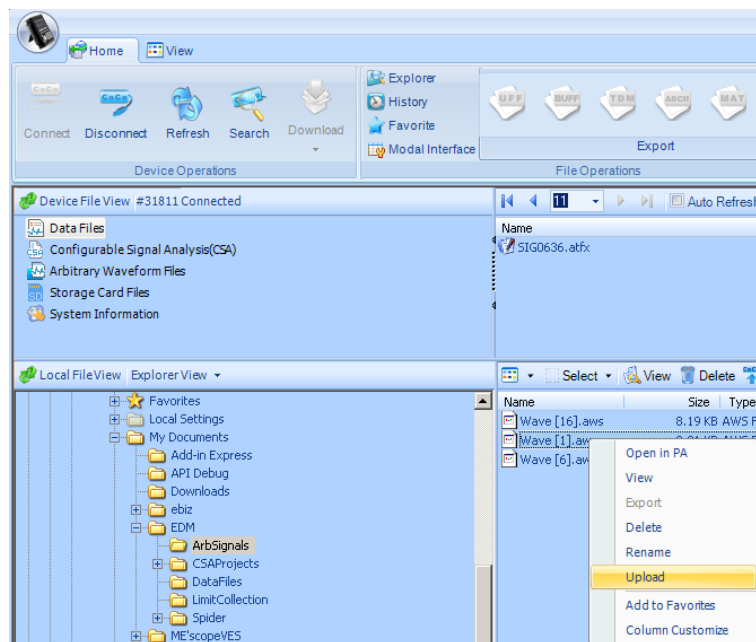 Home
View
CoCo
CoCo
Connect
Disconnect
Refresh
Search
Download
Device Operations
Explorer
History
Favorite
Modal Interface
UFF
BUFF
TDM
ASCII
MAT
Export
File Operations
Device File View #31811 Connected
Data Files
Configurable Signal Analysis(CSA)
Arbitrary Waveform Files
Storage Card Files
System Information
11
Auto Refresh
Name
SIG0636.atfx
Local FileView Explorer View
Favorites
Local Settings
My Documents
Add-in Express
API Debug
Downloads
ebiz
EDM
ArbSignals
CSAProjects
DataFiles
LimitCollection
Spider
ME'scopeVES
Select
View
Delete
Name Size Type
Wave [16].aws 8.19 KB AWS F
Wave [1].aw
Wave [6].aw
Open in PA
View
Export
Delete
Rename
Upload
Add to Favorites
Column Customize